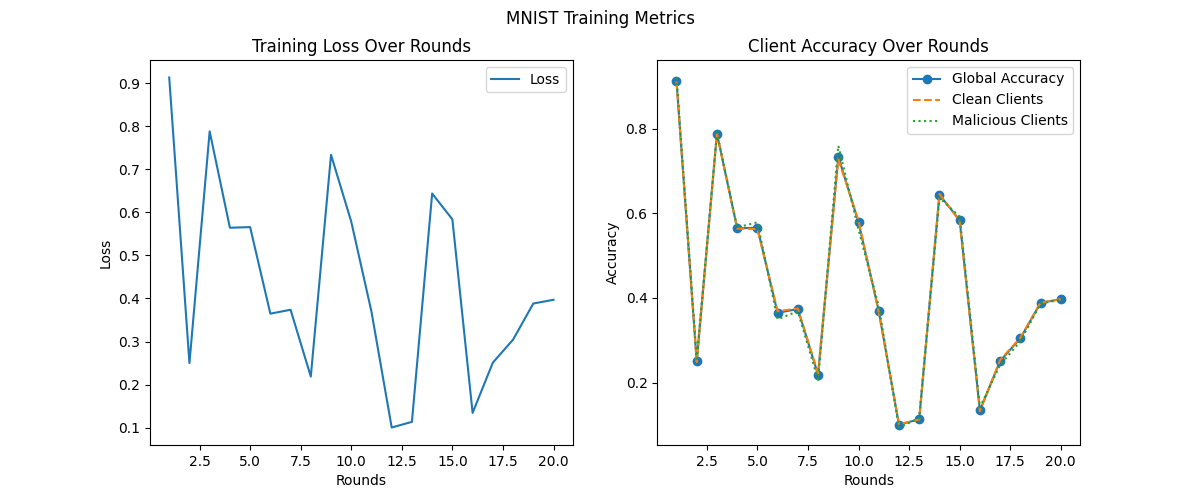 MNIST Training Metrics
Training Loss Over Rounds
Loss
0.9
0.8
0.7
0.6
0.5
0.4
0.3
0.2
0.1
Loss
2.5 5.0 7.5 10.0 12.5 15.0 17.5 20.0
Rounds
Client Accuracy Over Rounds
Global Accuracy
Clean Clients
Malicious Clients
0.8
0.6
0.4
0.2
Accuracy
2.5 5.0 7.5 10.0 12.5 15.0 17.5 20.0
Rounds